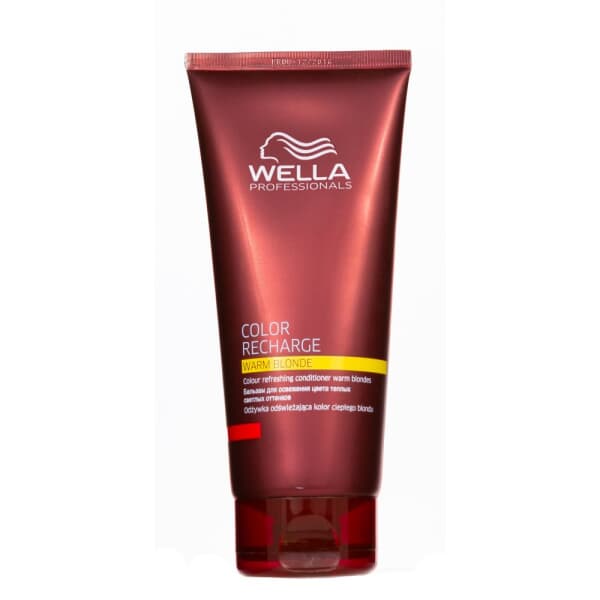 WELLA
PROFESSIONALS
COLOR
RECHARGE
WARM BLONDE
Colour refreshing conditioner warm blondes
Бальзам для освежения цвета теплых
светлых оттенков
Odżywka odświeżająca kolor ciepłego blondu